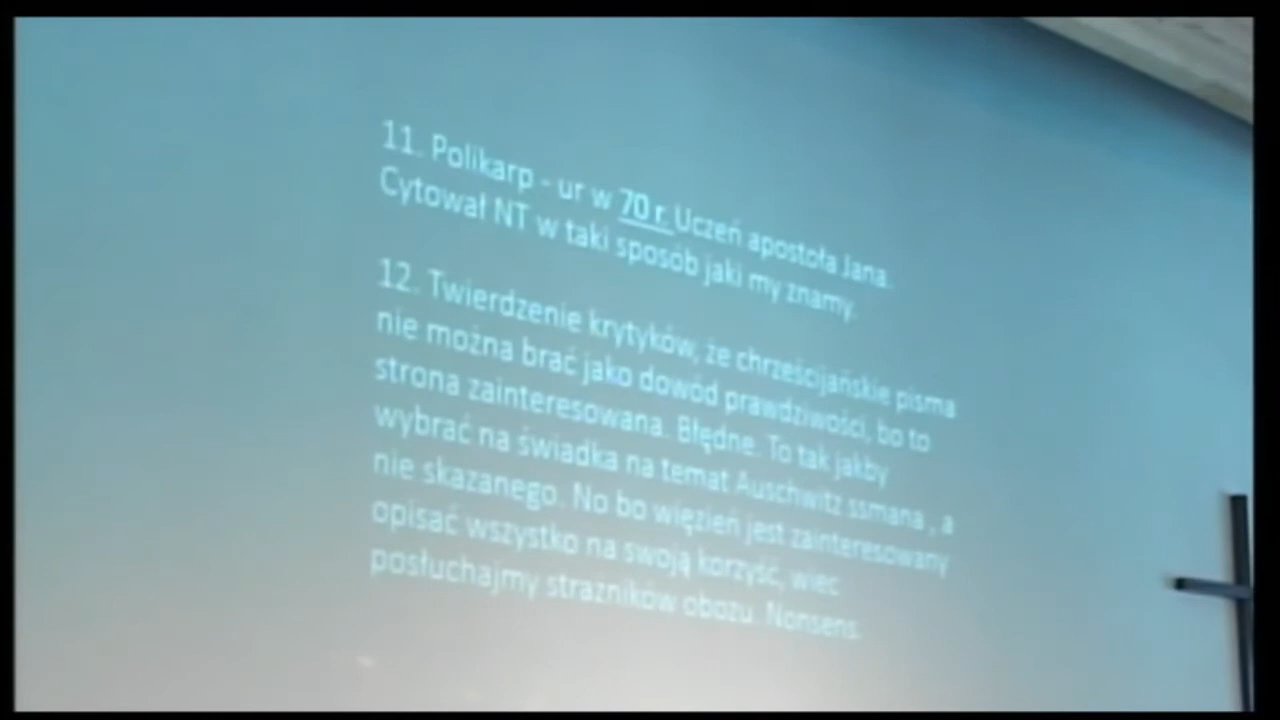 11. Polikarp - ur w 70 r. Uczeń apostoła Jana.
Cytował NT w taki sposób jaki my znamy.
12. Twierdzenie krytyków, że chrześcijańskie pisma
nie można brać jako dowód prawdziwości, bo to
strona zainteresowana. Błędne. To tak jakby
wybrać na świadka na temat Auschwitz ssmana , a
nie skazanego. No bo więzień jest zainteresowany
opisać wszystko na swoją korzyść, wiec
posłuchajmy strażników obozu. Nonsens.